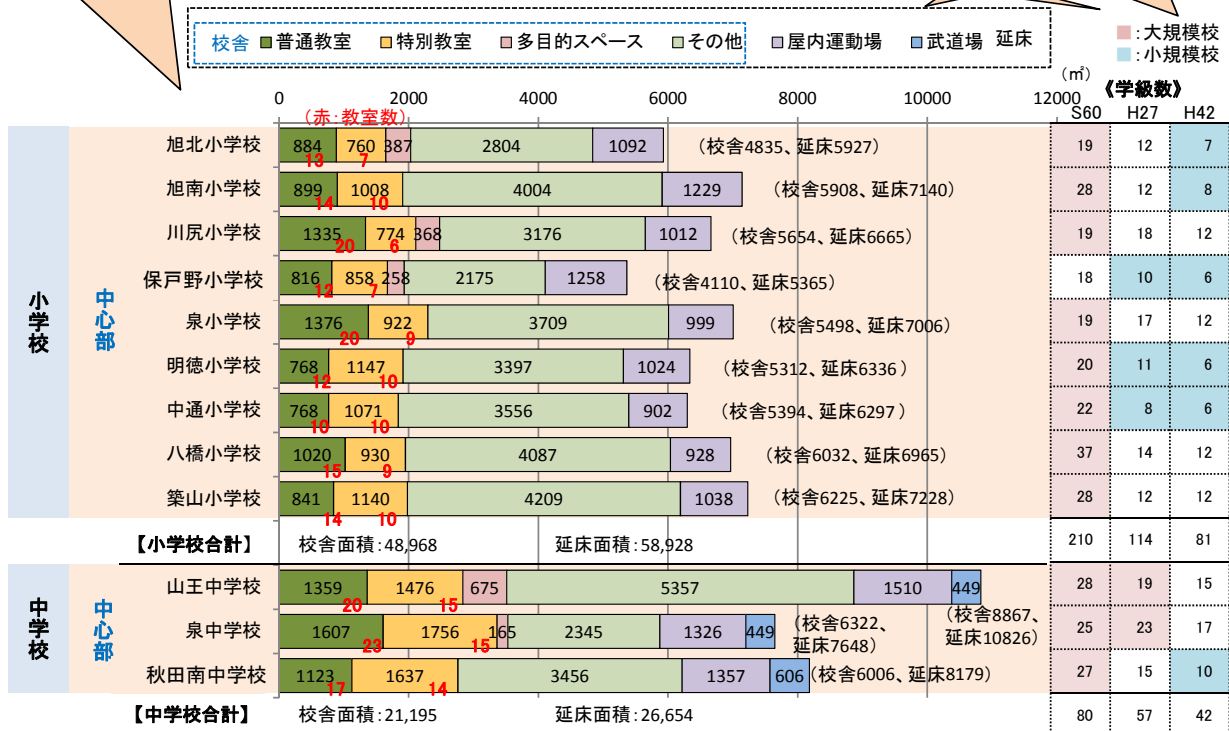 校舎 普通教室 特別教室 多目的スペース その他 屋内運動場 武道場 延床
:大規模校
:小規模校
(㎡)
《学級数》
0 2000 4000 6000 8000 10000 12000 S60 H27 H42
(赤:教室数)
小学校
中心部
旭北小学校 884 760 387 2804 1092 (校舎4835、延床5927) 19 12 7
13 7
旭南小学校 899 1008 4004 1229 (校舎5908、延床7140) 28 12 8
14 10
川尻小学校 1335 774 368 3176 1012 (校舎5654、延床6665) 19 18 12
20 6
保戸野小学校 816 858 258 2175 1258 (校舎4110、延床5365) 18 10 6
12 7
泉小学校 1376 922 3709 999 (校舎5498、延床7006) 19 17 12
20 9
明徳小学校 768 1147 3397 1024 (校舎5312、延床6336) 20 11 6
12 10
中通小学校 768 1071 3556 902 (校舎5394、延床6297) 22 8 6
10 10
八橋小学校 1020 930 4087 928 (校舎6032、延床6965) 37 14 12
15 9
築山小学校 841 1140 4209 1038 (校舎6225、延床7228) 28 12 12
14 10
【小学校合計】 校舎面積:48,968 延床面積:58,928 210 114 81
中学校
中心部
山王中学校 1359 1476 675 5357 1510 449 28 19 15
20 15
(校舎8867、
延床10826)
泉中学校 1607 1756 165 2345 1326 449 25 23 17
23 15
(校舎6322、
延床7648)
秋田南中学校 1123 1637 3456 1357 606 (校舎6006、延床8179) 27 15 10
17 14
【中学校合計】 校舎面積:21,195 延床面積:26,654 80 57 42